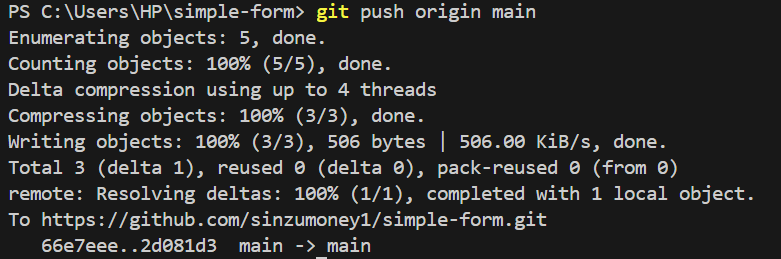 PS C:\Users\HP\simple-form> git push origin main
Enumerating objects: 5, done.
Counting objects: 100% (5/5), done.
Delta compression using up to 4 threads
Compressing objects: 100% (3/3), done.
Writing objects: 100% (3/3), 506 bytes | 506.00 KiB/s, done.
Total 3 (delta 1), reused 0 (delta 0), pack-reused 0 (from 0)
remote: Resolving deltas: 100% (1/1), completed with 1 local object.
To https://github.com/sinzumoney1/simple-form.git
   66e7eee..2d081d3  main -> main